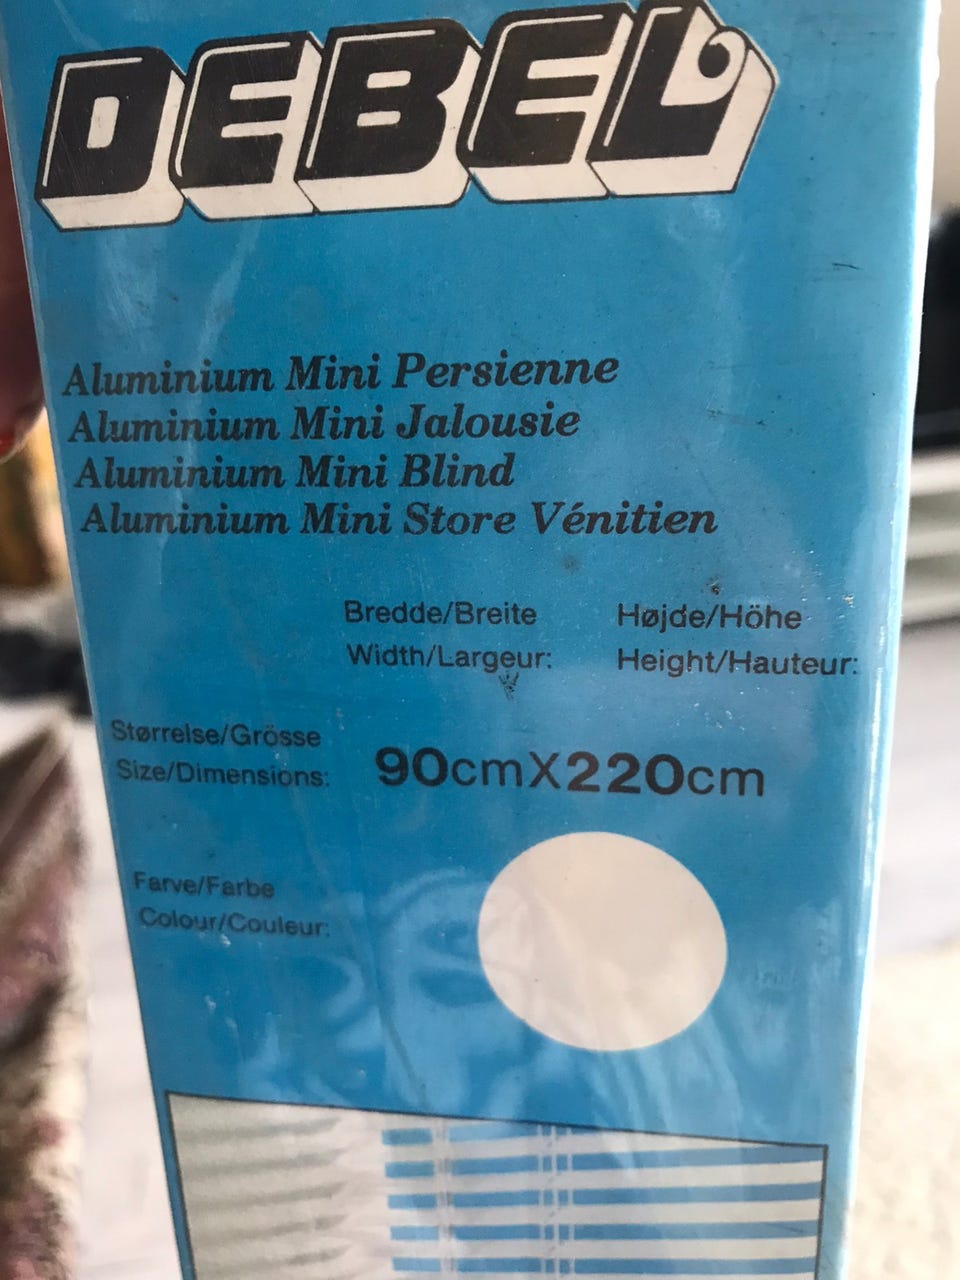 DEBEL
Aluminium Mini Persienne
Aluminium Mini Jalousie
Aluminium Mini Blind
Aluminium Mini Store Vénitien
Bredde/Breite Højde/Höhe
Width/Largeur: Height/Hauteur:
Størrelse/Grösse
Size/Dimensions: 90cmX220cm
Farve/Farbe
Colour/Couleur: